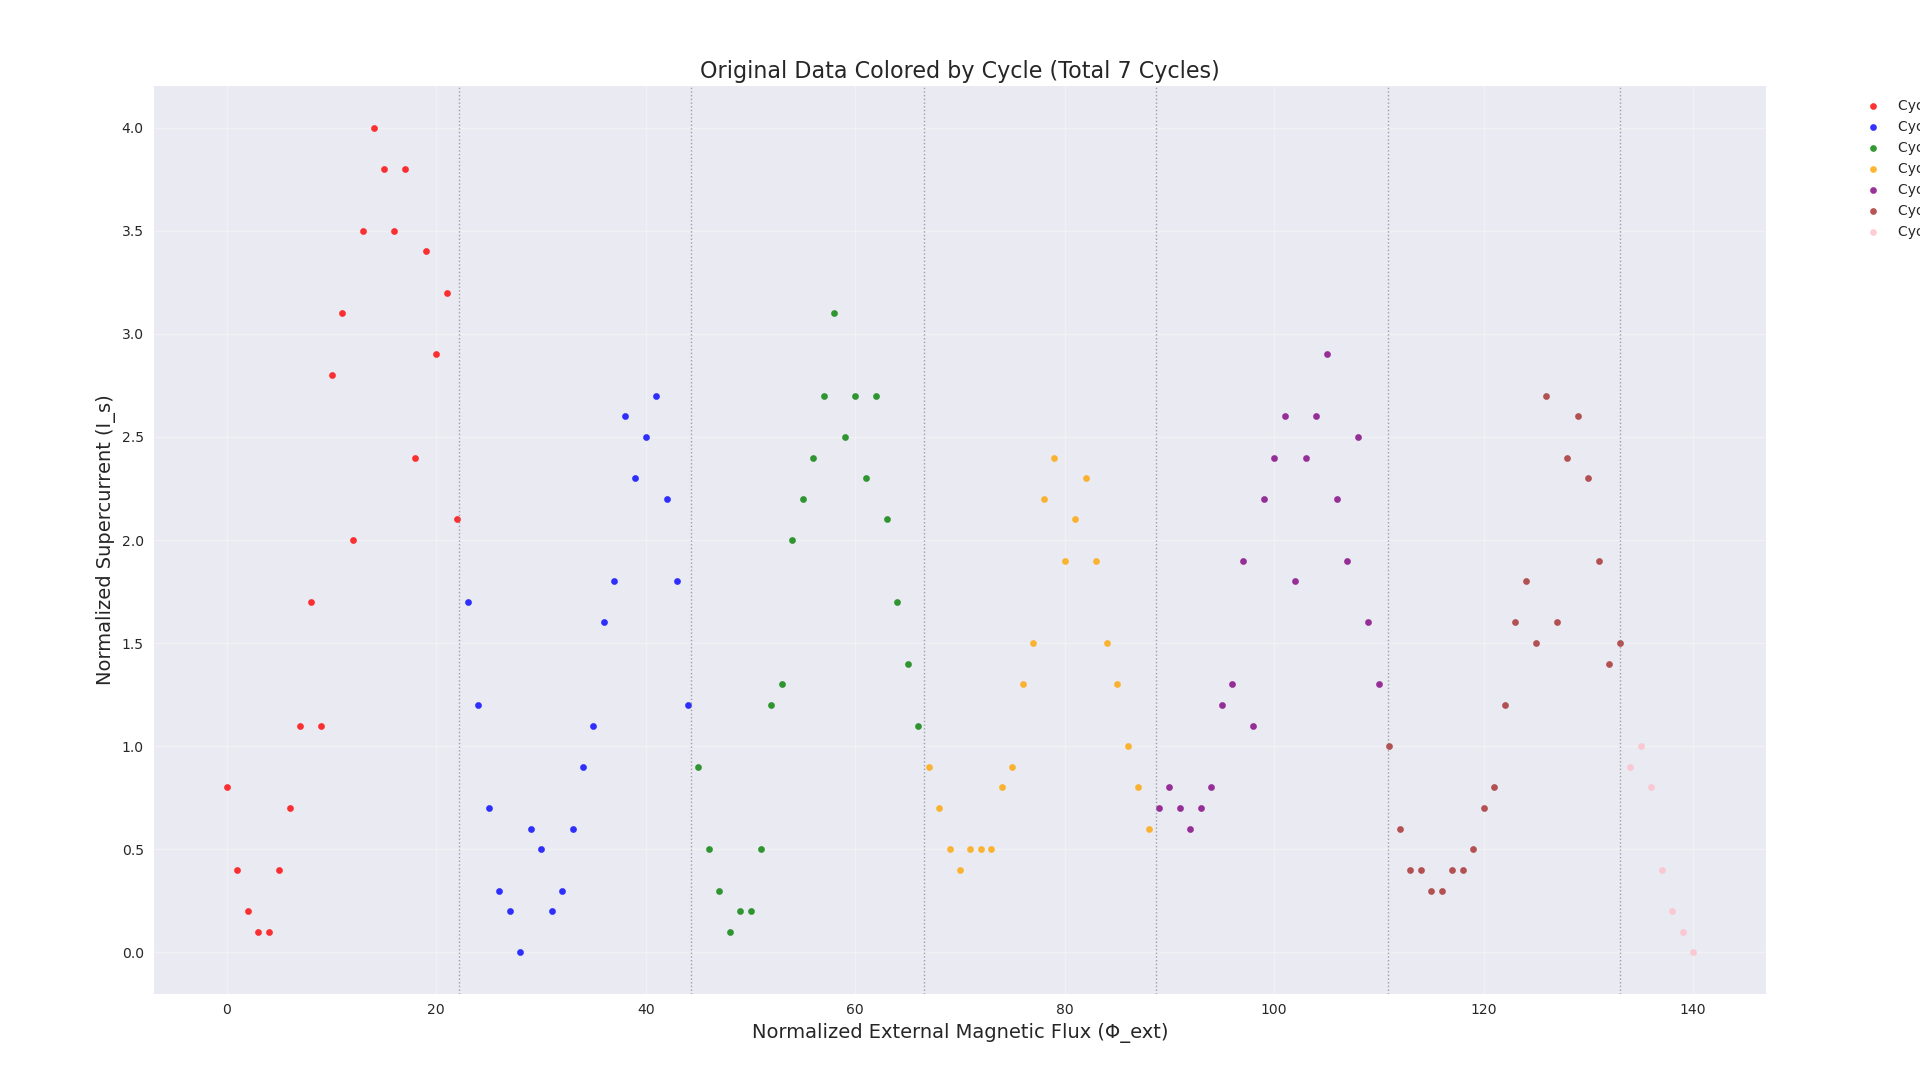 Original Data Colored by Cycle (Total 7 Cycles)
Normalized Supercurrent (I_s)
4.0
3.5
3.0
2.5
2.0
1.5
1.0
0.5
0.0
0 20 40 60 80 100 120 140
Normalized External Magnetic Flux (Φ_ext)
Cyc
Cyc
Cyc
Cyc
Cyc
Cyc
Cyc